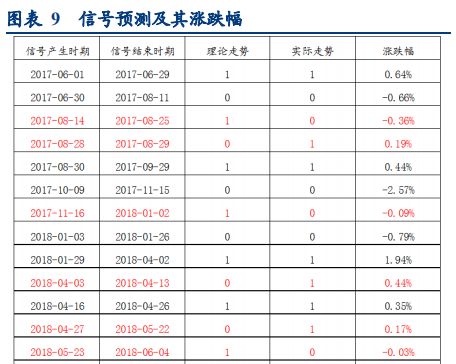 图表 9 信号预测及其涨跌幅
信号产生时期 信号结束时期 理论走势 实际走势 涨跌幅
2017-06-01 2017-06-29 1 1 0.64%
2017-06-30 2017-08-11 0 0 -0.66%
2017-08-14 2017-08-25 1 0 -0.36%
2017-08-28 2017-08-29 0 1 0.19%
2017-08-30 2017-09-29 1 1 0.44%
2017-10-09 2017-11-15 0 0 -2.57%
2017-11-16 2018-01-02 1 0 -0.09%
2018-01-03 2018-01-26 0 0 -0.79%
2018-01-29 2018-04-02 1 1 1.94%
2018-04-03 2018-04-13 0 1 0.44%
2018-04-16 2018-04-26 1 1 0.35%
2018-04-27 2018-05-22 0 1 0.17%
2018-05-23 2018-06-04 1 0 -0.03%